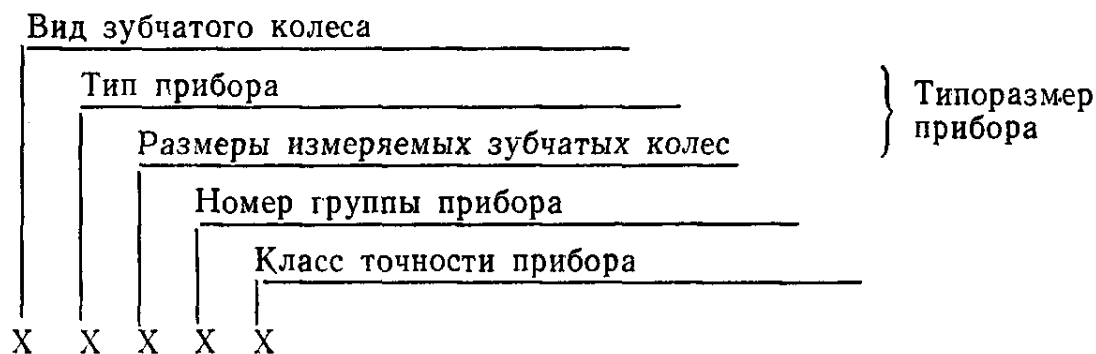 Вид зубчатого колеса
Тип прибора
Размеры измеряемых зубчатых колес
Типоразмер
прибора
Номер группы прибора
Класс точности прибора
X X X X X